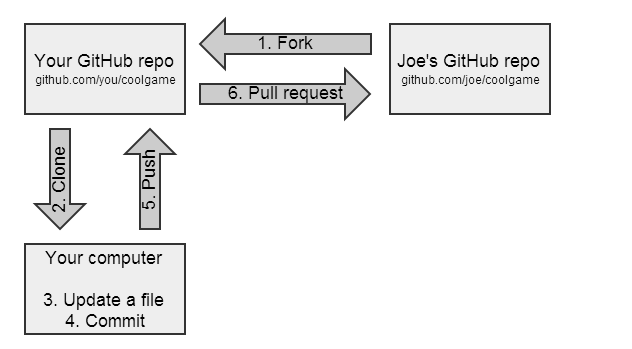 Your GitHub repo
github.com/you/coolgame
1. Fork
6. Pull request
Joe's GitHub repo
github.com/joe/coolgame
2. Clone
5. Push
Your computer
3. Update a file
4. Commit